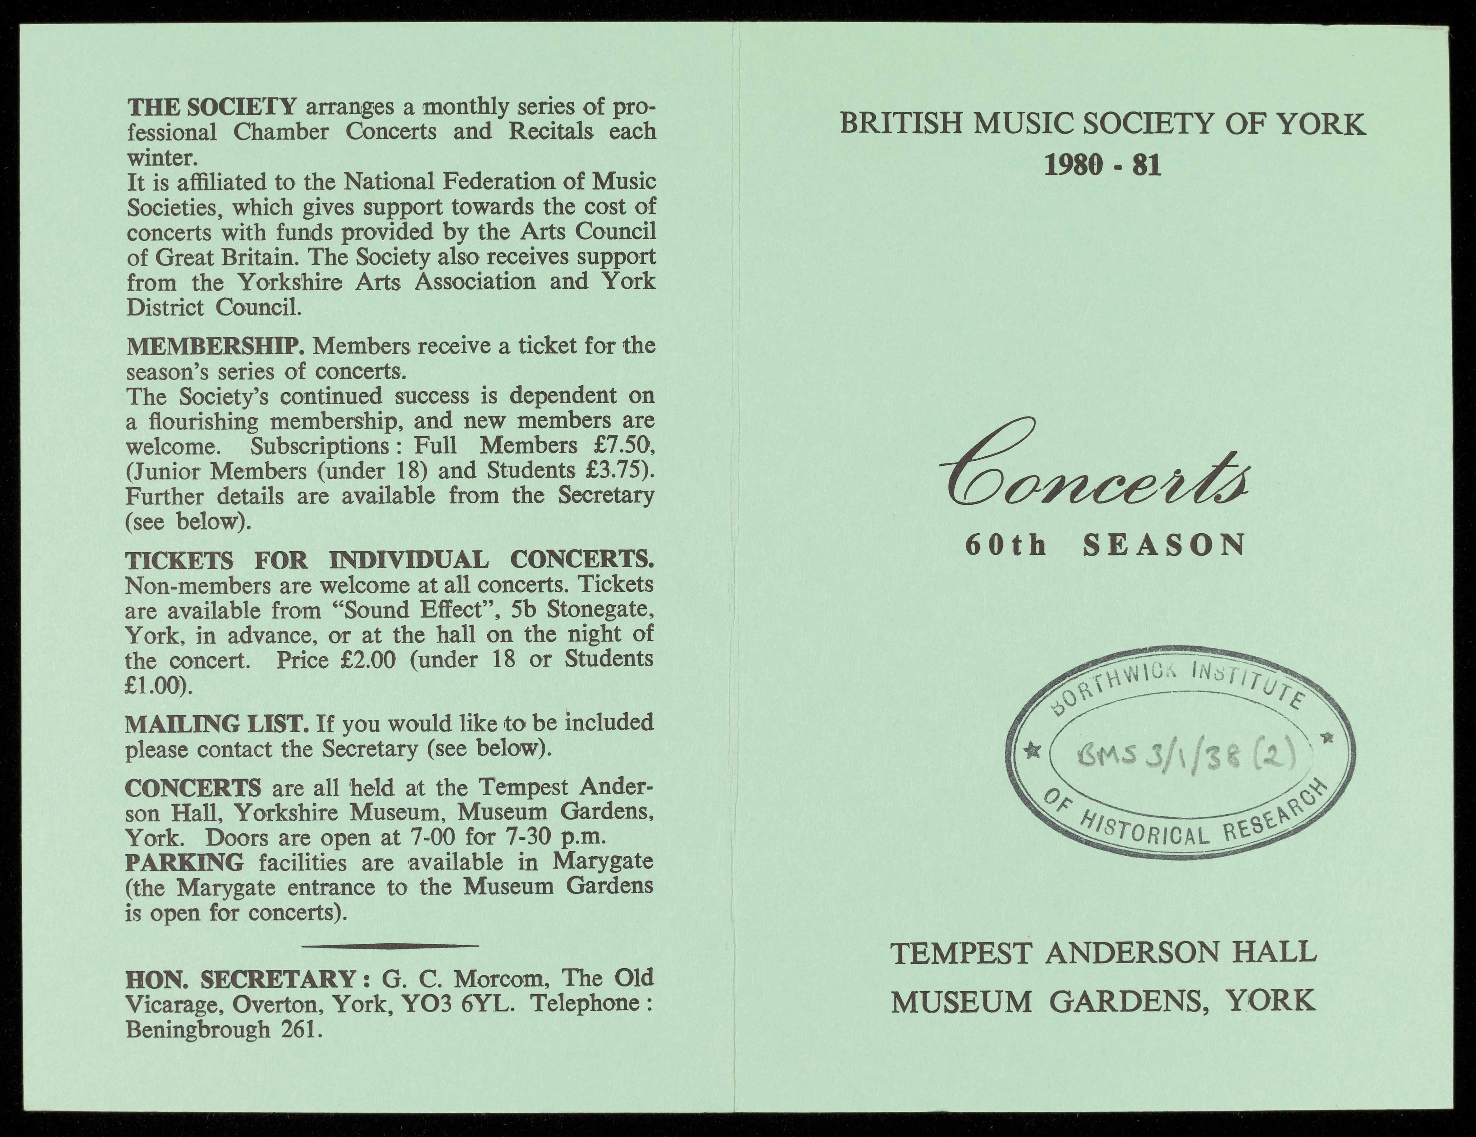 THE SOCIETY arranges a monthly series of pro-
fessional Chamber Concerts and Recitals each
winter.
It is affiliated to the National Federation of Music
Societies, which gives support towards the cost of
concerts with funds provided by the Arts Council
of Great Britain. The Society also receives support
from the Yorkshire Arts Association and York
District Council.
MEMBERSHIP. Members receive a ticket for the
season's series of concerts.
The Society's continued success is dependent on
a flourishing membership, and new members are
welcome. Subscriptions : Full Members £7.50,
(Junior Members (under 18) and Students £3.75).
Further details are available from the Secretary
(see below).
TICKETS FOR INDIVIDUAL CONCERTS.
Non-members are welcome at all concerts. Tickets
are available from “Sound Effect”, 5b Stonegate,
York, in advance, or at the hall on the night of
the concert. Price £2.00 (under 18 or Students
£1.00).
MAILING LIST. If you would like to be included
please contact the Secretary (see below).
CONCERTS are all held at the Tempest Ander-
son Hall, Yorkshire Museum, Museum Gardens,
York. Doors are open at 7-00 for 7-30 p.m.
PARKING facilities are available in Marygate
(the Marygate entrance to the Museum Gardens
is open for concerts).
HON. SECRETARY : G. C. Morcom, The Old
Vicarage, Overton, York, YO3 6YL. Telephone :
Beningbrough 261.
BRITISH MUSIC SOCIETY OF YORK
1980 - 81
Concerts
60th SEASON
BORTHWICK INSTITUTE
BMS 3/1/38 (2)
OF HISTORICAL RESEARCH
TEMPEST ANDERSON HALL
MUSEUM GARDENS, YORK